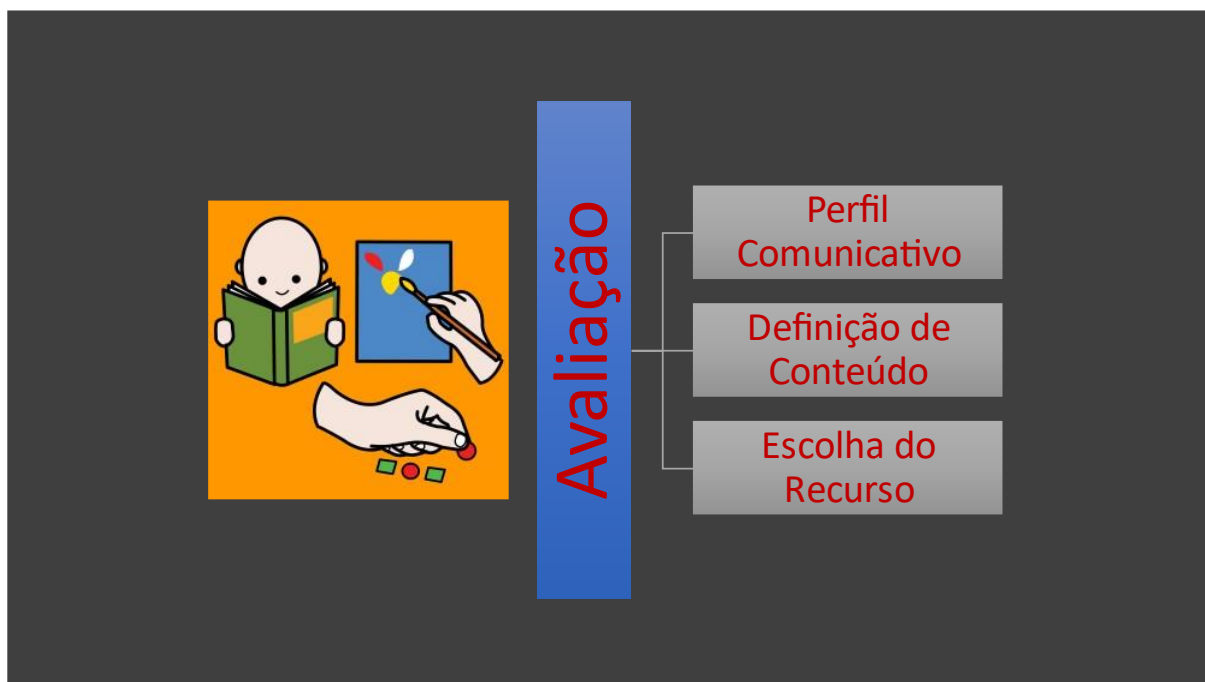 Avaliação
Perfil
Comunicativo
Definição de
Conteúdo
Escolha do
Recurso